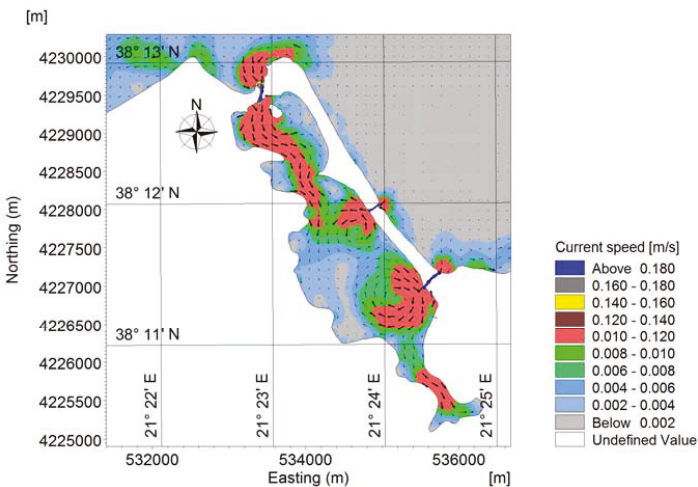 [m]
4230000
4229500
4229000
4228500
4228000
4227500
4227000
4226500
4226000
4225500
4225000
Northing (m)
38° 13' N
38° 12' N
38° 11' N
N
21° 22' E
21° 23' E
21° 24' E
21° 25' E
532000
534000
536000
Easting (m)
[m]
Current speed [m/s]
Above 0.180
0.160 - 0.180
0.140 - 0.160
0.120 - 0.140
0.010 - 0.120
0.008 - 0.010
0.006 - 0.008
0.004 - 0.006
0.002 - 0.004
Below 0.002
Undefined Value